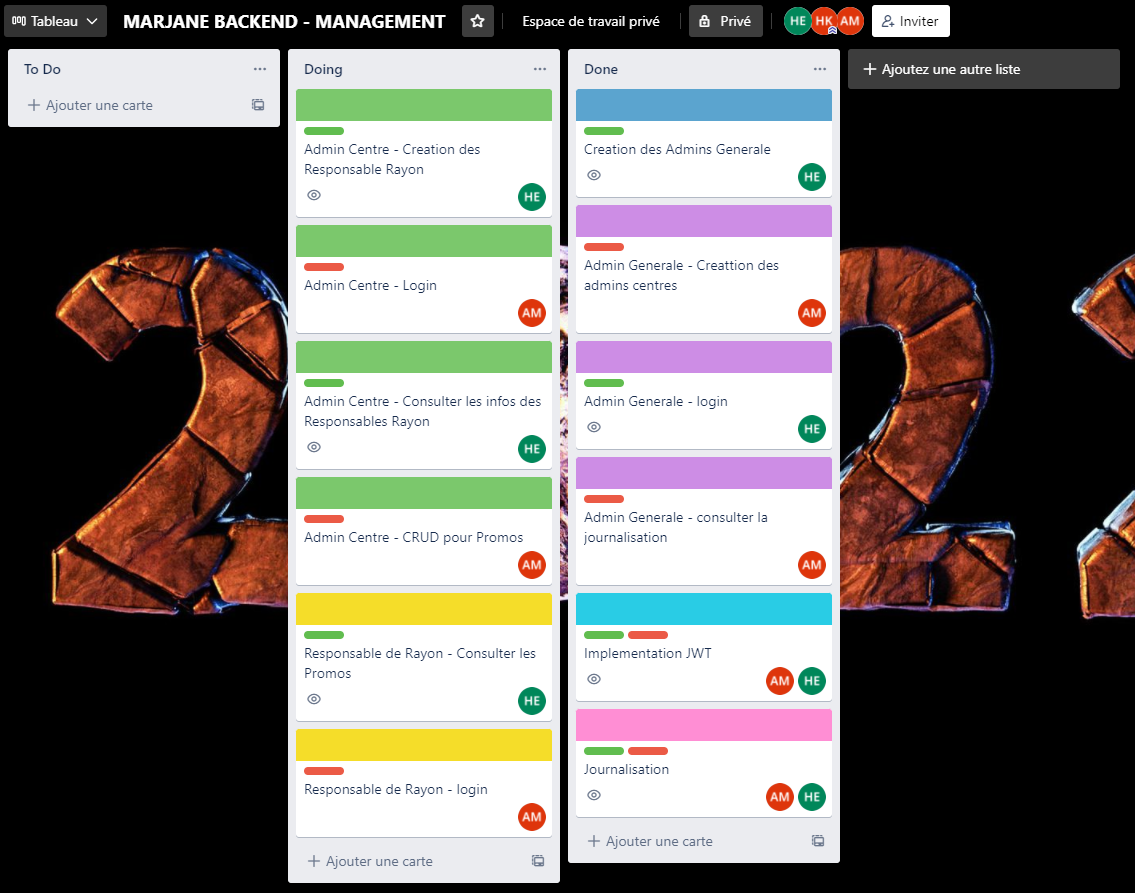 Tableau
MARJANE BACKEND - MANAGEMENT
Espace de travail privé
Privé
HE
HK
AM
Inviter
To Do
Ajouter une carte
Doing
Admin Centre - Creation des
Responsable Rayon
HE
Admin Centre - Login
AM
Admin Centre - Consulter les infos des
Responsables Rayon
HE
Admin Centre - CRUD pour Promos
AM
Responsable de Rayon - Consulter les
Promos
HE
Responsable de Rayon - login
AM
Ajouter une carte
Done
Creation des Admins Generale
HE
Admin Generale - Creattion des
admins centres
AM
Admin Generale - login
HE
Admin Generale - consulter la
journalisation
AM
Implementation JWT
AM HE
Journalisation
AM HE
Ajouter une carte
Ajoutez une autre liste
2
2